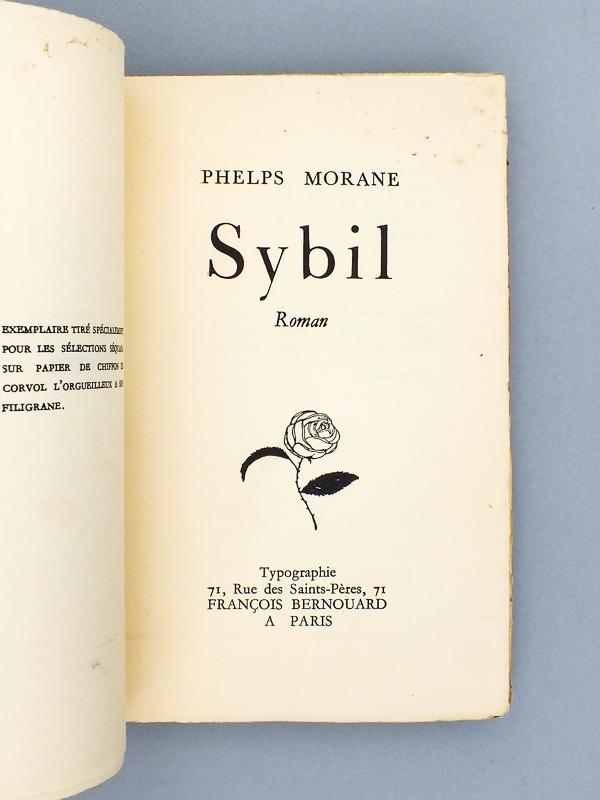 EXEMPLAIRE TIRÉ
POUR LES SÉLECTIONS
SUR PAPIER DE CHIFFON
CORVOL L'ORGUEILLEUX A
FILIGRANE.
PHELPS MORANE
Sybil
Roman
Typographie
71, Rue des Saints-Pères, 71
FRANÇOIS BERNOUARD
A PARIS